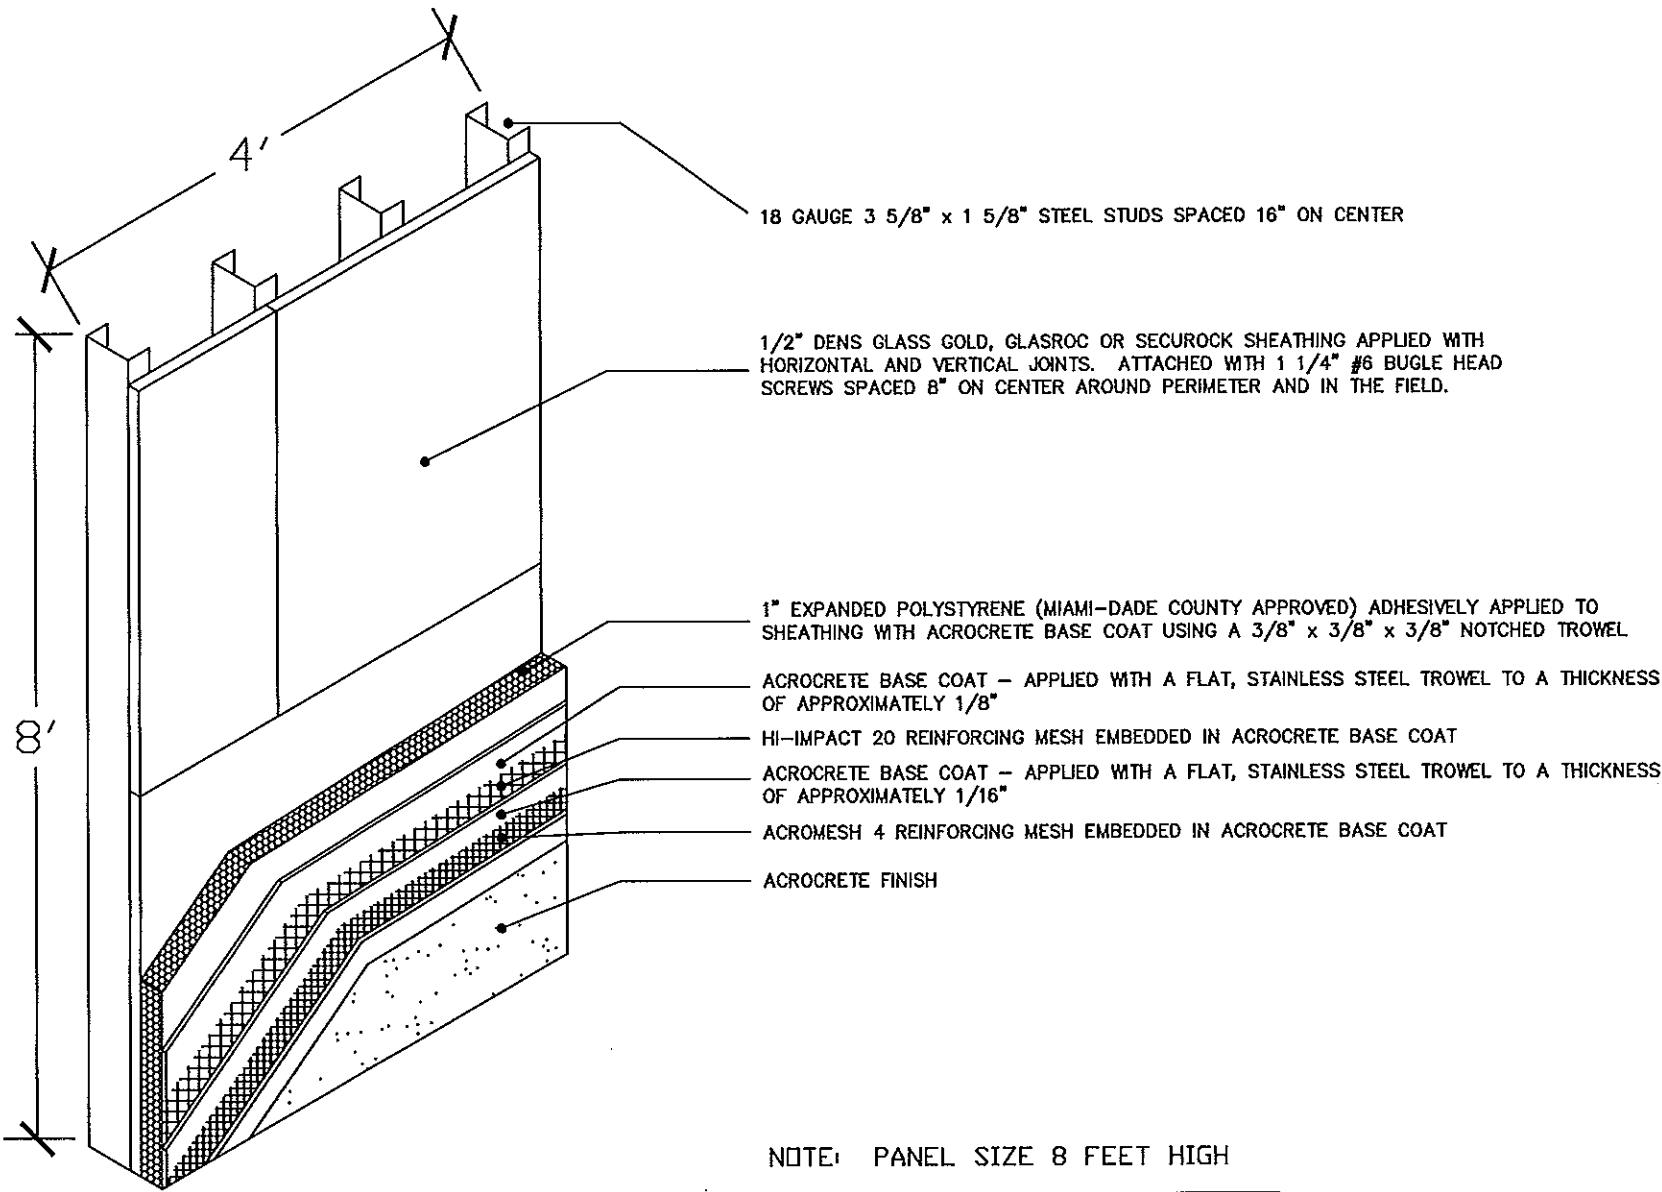 4'
18 GAUGE 3 5/8" x 1 5/8" STEEL STUDS SPACED 16" ON CENTER
1/2" DENS GLASS GOLD, GLASROC OR SECUROCK SHEATHING APPLIED WITH
HORIZONTAL AND VERTICAL JOINTS. ATTACHED WITH 1 1/4" #6 BUGLE HEAD
SCREWS SPACED 8" ON CENTER AROUND PERIMETER AND IN THE FIELD.
1" EXPANDED POLYSTYRENE (MIAMI-DADE COUNTY APPROVED) ADHESIVELY APPLIED TO
SHEATHING WITH ACROCRETE BASE COAT USING A 3/8" x 3/8" x 3/8" NOTCHED TROWEL
ACROCRETE BASE COAT - APPLIED WITH A FLAT, STAINLESS STEEL TROWEL TO A THICKNESS
OF APPROXIMATELY 1/8"
8'
HI-IMPACT 20 REINFORCING MESH EMBEDDED IN ACROCRETE BASE COAT
ACROCRETE BASE COAT - APPLIED WITH A FLAT, STAINLESS STEEL TROWEL TO A THICKNESS
OF APPROXIMATELY 1/16"
ACROMESH 4 REINFORCING MESH EMBEDDED IN ACROCRETE BASE COAT
ACROCRETE FINISH
NOTE: PANEL SIZE 8 FEET HIGH